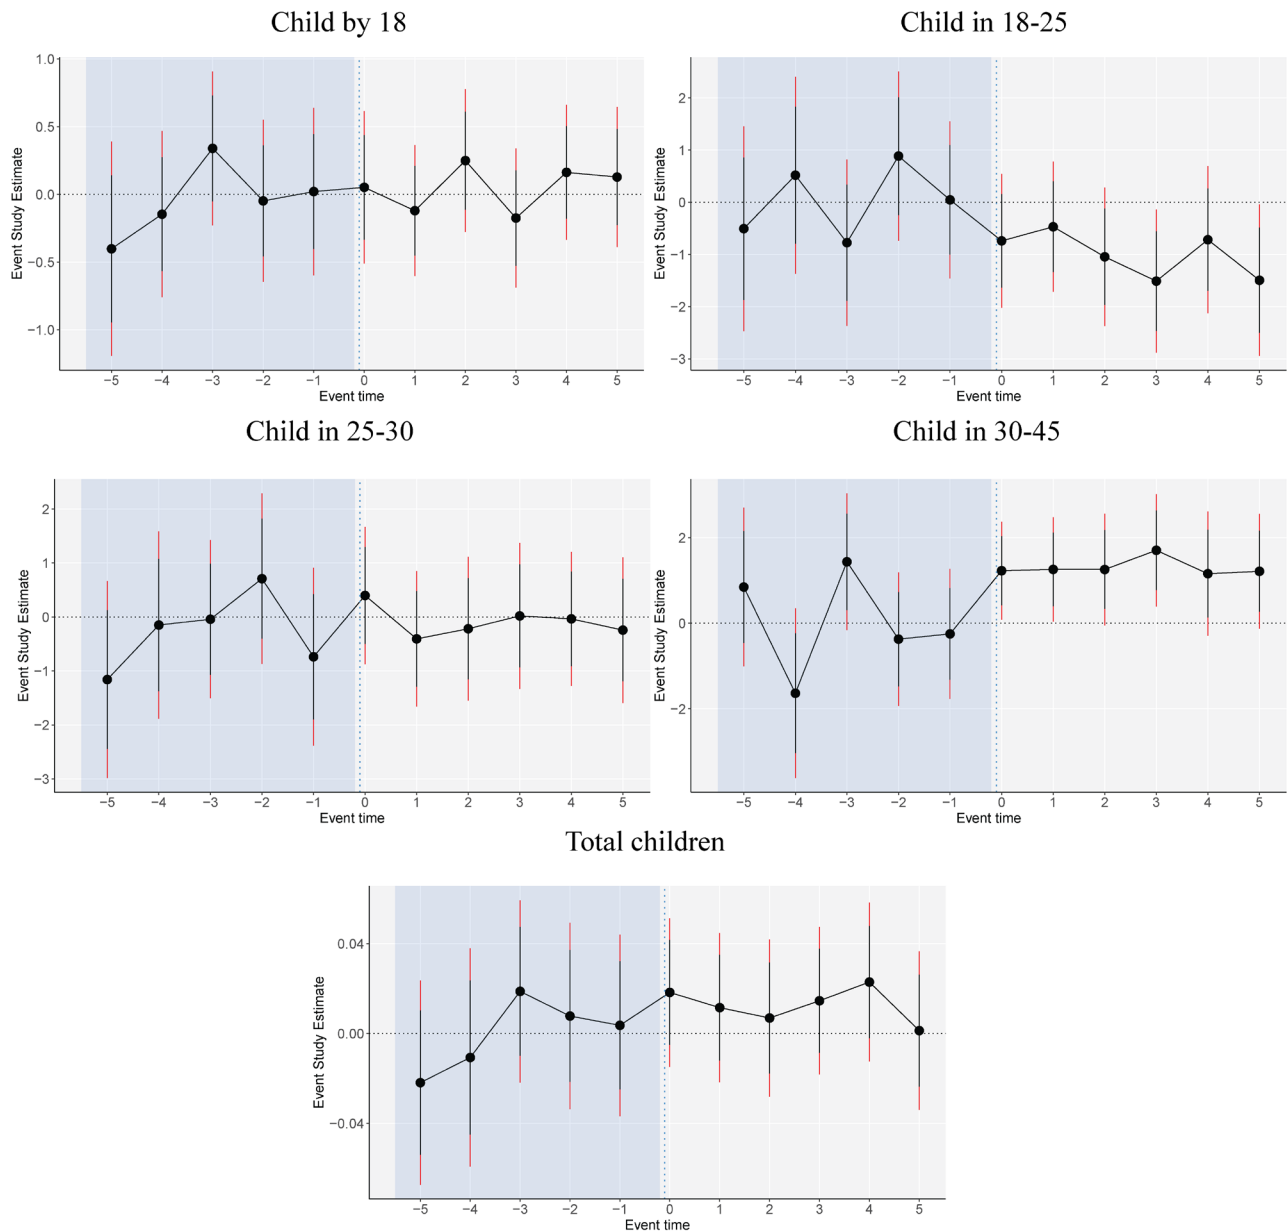 Child by 18
Child in 18-25
Event Study Estimate
1.0
0.5
0.0
−0.5
−1.0
−5 −4 −3 −2 −1 0 1 2 3 4 5
Event time
Event Study Estimate
2
1
0
−1
−2
−3
−5 −4 −3 −2 −1 0 1 2 3 4 5
Event time
Child in 25-30
Child in 30-45
Event Study Estimate
2
1
0
−1
−2
−3
−5 −4 −3 −2 −1 0 1 2 3 4 5
Event time
Event Study Estimate
2
0
−2
−5 −4 −3 −2 −1 0 1 2 3 4 5
Event time
Total children
Event Study Estimate
0.04
0.00
−0.04
−5 −4 −3 −2 −1 0 1 2 3 4 5
Event time